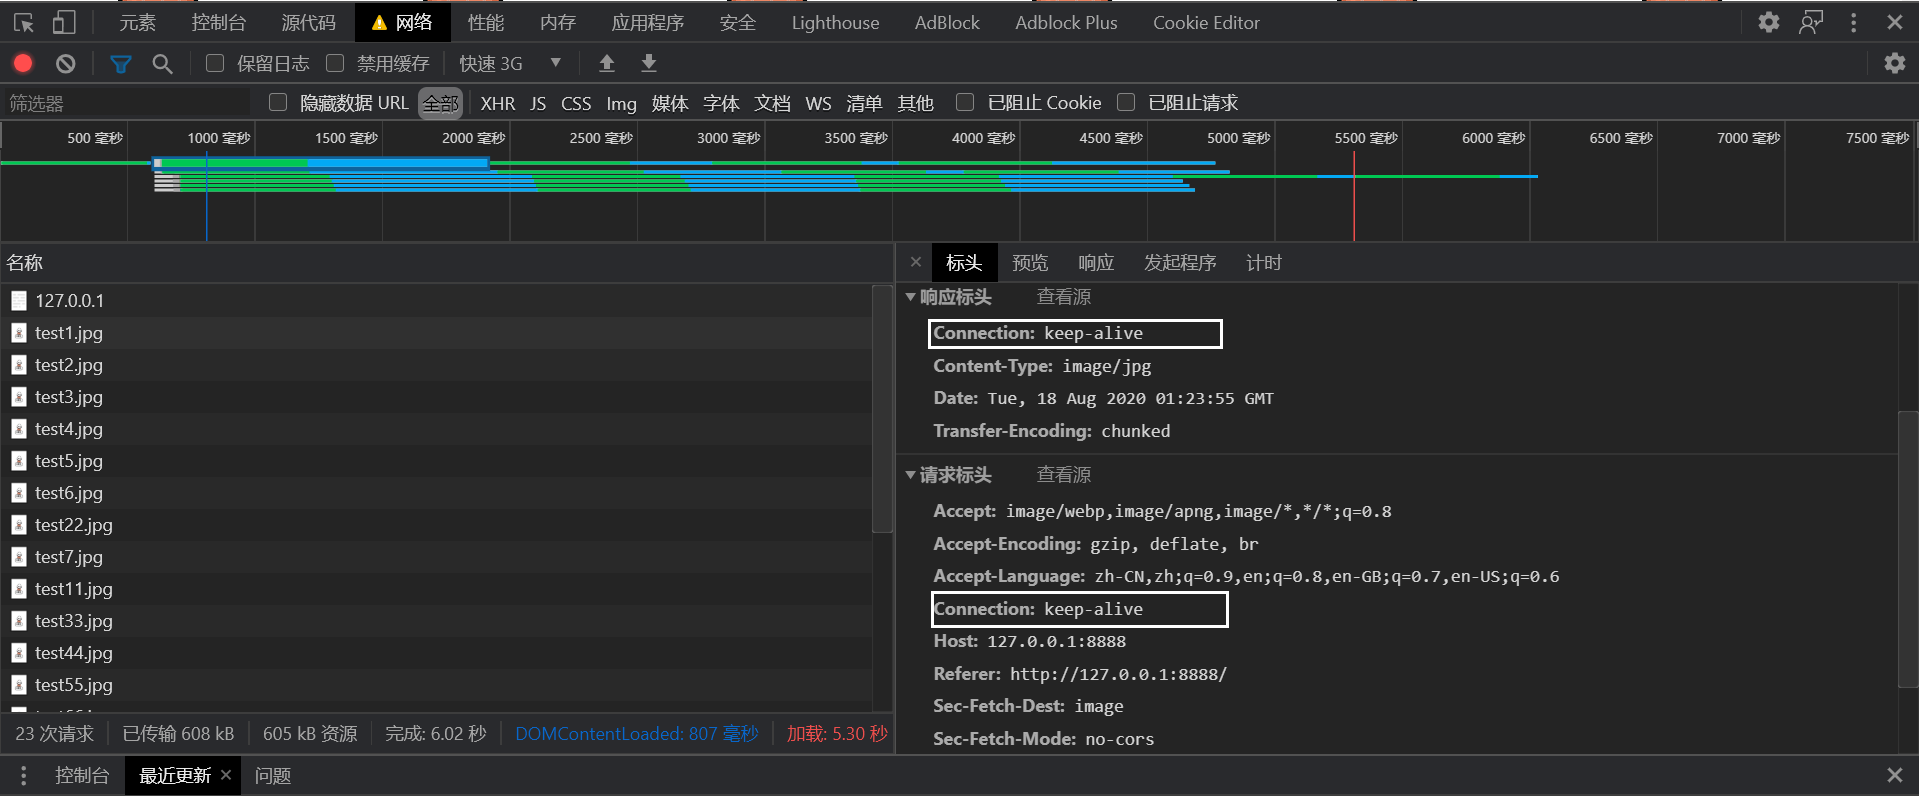 元素 控制台 源代码 网络 性能 内存 应用程序 安全 Lighthouse AdBlock Adblock Plus Cookie Editor
保留日志 禁用缓存 快速 3G
筛选器 隐藏数据 URL 全部 XHR JS CSS Img 媒体 字体 文档 WS 清单 其他 已阻止 Cookie 已阻止请求
500 毫秒 1000 毫秒 1500 毫秒 2000 毫秒 2500 毫秒 3000 毫秒 3500 毫秒 4000 毫秒 4500 毫秒 5000 毫秒 5500 毫秒 6000 毫秒 6500 毫秒 7000 毫秒 7500 毫秒
名称
127.0.0.1
test1.jpg
test2.jpg
test3.jpg
test4.jpg
test5.jpg
test6.jpg
test22.jpg
test7.jpg
test11.jpg
test33.jpg
test44.jpg
test55.jpg
23 次请求 已传输 608 kB 605 kB 资源 完成: 6.02 秒 DOMContentLoaded: 807 毫秒 加载: 5.30 秒
标头 预览 响应 发起程序 计时
响应标头 查看源
Connection: keep-alive
Content-Type: image/jpg
Date: Tue, 18 Aug 2020 01:23:55 GMT
Transfer-Encoding: chunked
请求标头 查看源
Accept: image/webp,image/apng,image/*,*/*;q=0.8
Accept-Encoding: gzip, deflate, br
Accept-Language: zh-CN,zh;q=0.9,en;q=0.8,en-GB;q=0.7,en-US;q=0.6
Connection: keep-alive
Host: 127.0.0.1:8888
Referer: http://127.0.0.1:8888/
Sec-Fetch-Dest: image
Sec-Fetch-Mode: no-cors
控制台 最近更新 问题